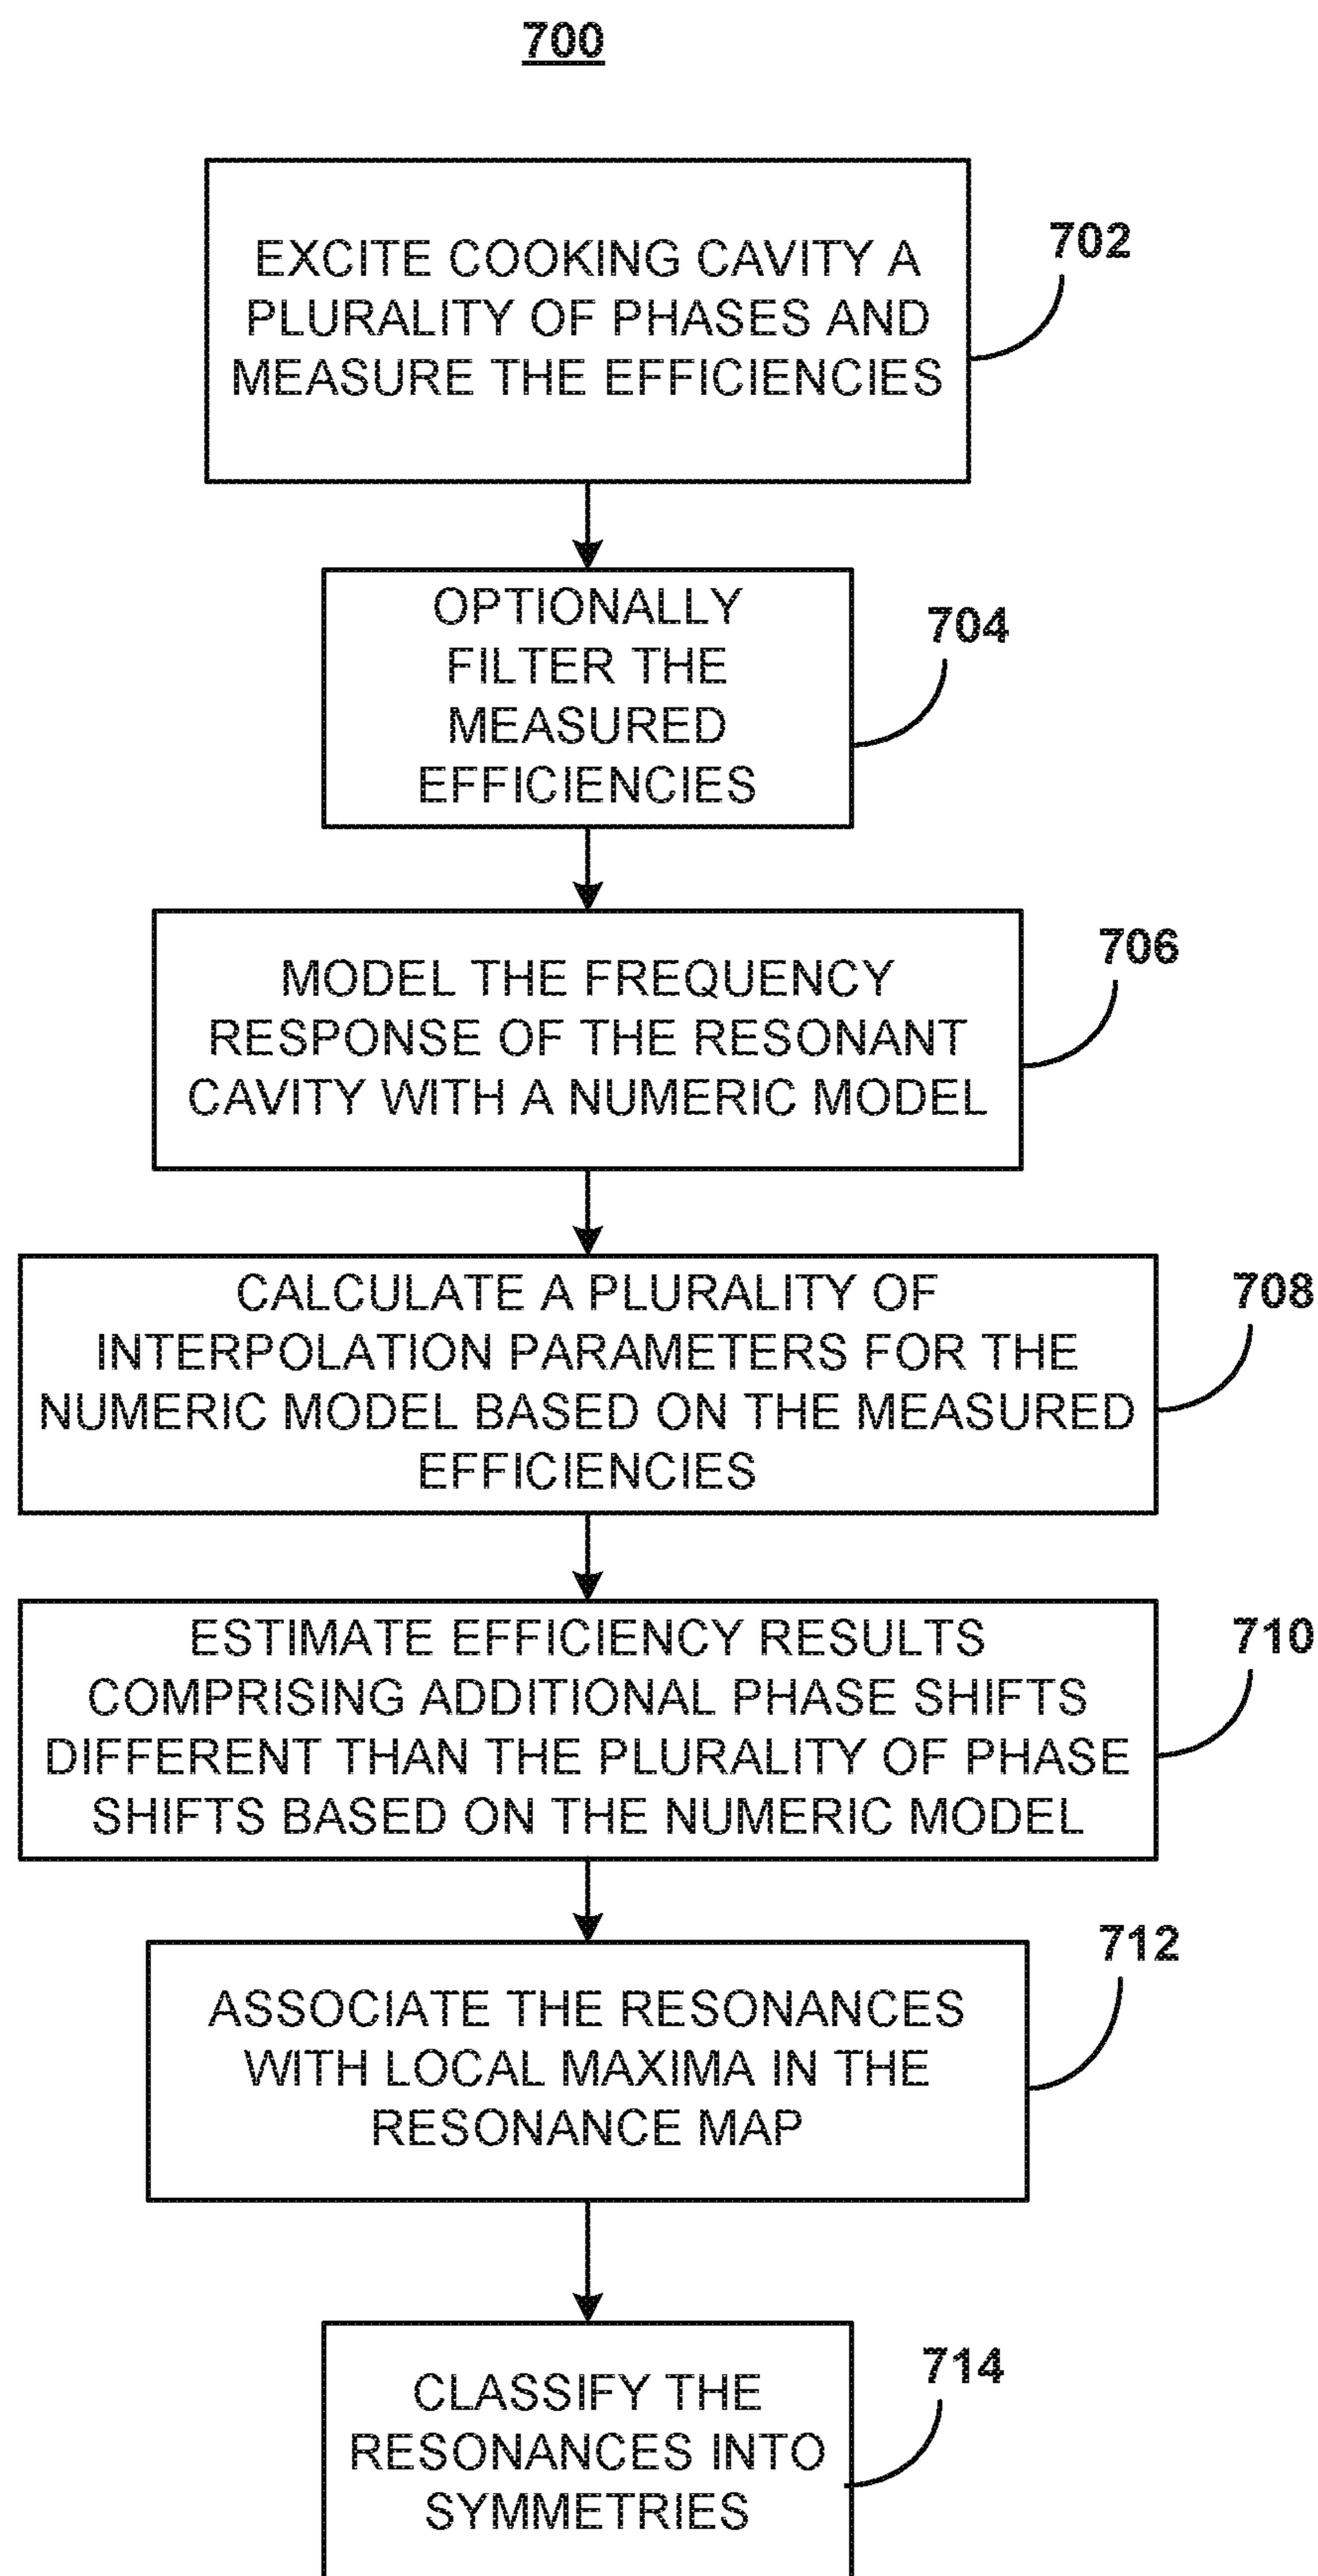 700
EXCITE COOKING CAVITY A
PLURALITY OF PHASES AND
MEASURE THE EFFICIENCIES
702
OPTIONALLY
FILTER THE
MEASURED
EFFICIENCIES
704
MODEL THE FREQUENCY
RESPONSE OF THE RESONANT
CAVITY WITH A NUMERIC MODEL
706
CALCULATE A PLURALITY OF
INTERPOLATION PARAMETERS FOR THE
NUMERIC MODEL BASED ON THE MEASURED
EFFICIENCIES
708
ESTIMATE EFFICIENCY RESULTS
COMPRISING ADDITIONAL PHASE SHIFTS
DIFFERENT THAN THE PLURALITY OF PHASE
SHIFTS BASED ON THE NUMERIC MODEL
710
ASSOCIATE THE RESONANCES
WITH LOCAL MAXIMA IN THE
RESONANCE MAP
712
CLASSIFY THE
RESONANCES INTO
SYMMETRIES
714